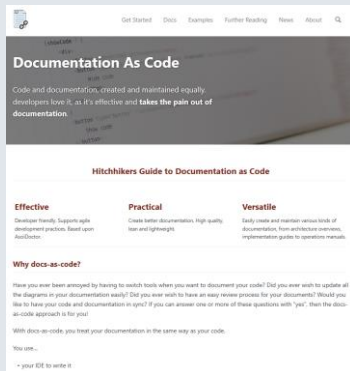 Get Started Docs Examples Further Reading News About
Documentation As Code
Code and documentation, created and maintained equally.
developers love it, as it's effective and takes the pain out of
documentation.
Hitchhikers Guide to Documentation as Code
Effective
Developer friendly. Supports agile
development practices. Based upon
AsciiDoctor.
Practical
Create better documentation. High quality,
lean and lightweight.
Versatile
Easily create and maintain various kinds of
documentation, from architecture overviews,
implementation guides to operations manuals.
Why docs-as-code?
Have you ever been annoyed by having to switch tools when you want to document your code? Did you ever wish to update all
the diagrams in your documentation easily? Did you ever wish to have an easy review process for your documents? Would you
like to have your code and documentation in sync? If you can answer one or more of these questions with "yes", then the docs-
as-code approach is for you!
With docs-as-code, you treat your documentation in the same way as your code.
You use...
• your IDE to write it